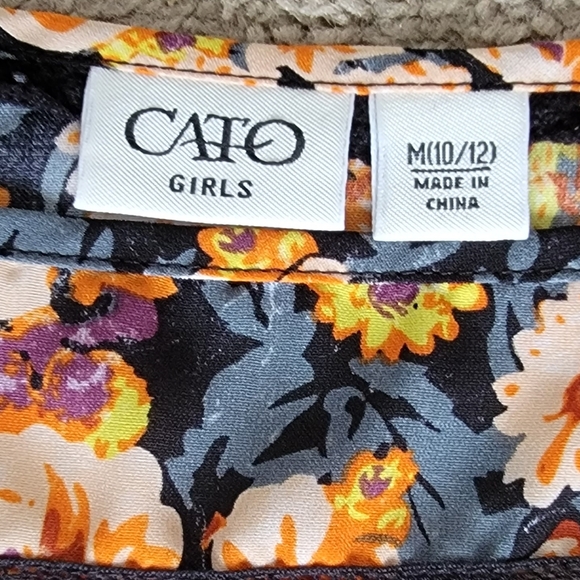 CATO
GIRLS
M(10/12)
MADE IN
CHINA